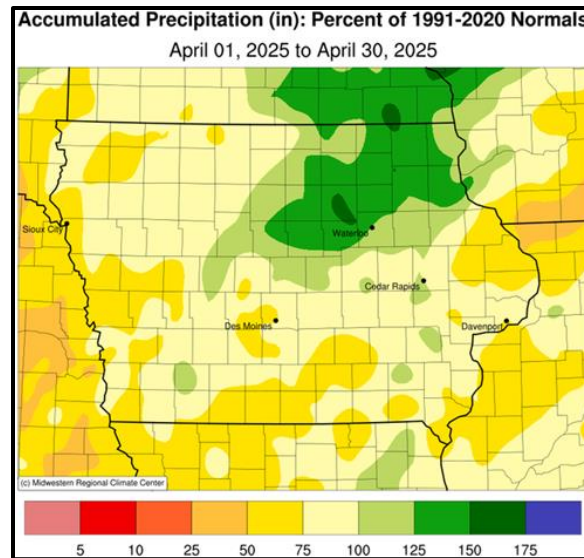 Accumulated Precipitation (in): Percent of 1991-2020 Normals
April 01, 2025 to April 30, 2025
Sioux City
Waterloo
Cedar Rapids
Des Moines
Davenport
(c) Midwestern Regional Climate Center
5 10 25 50 75 100 125 150 175